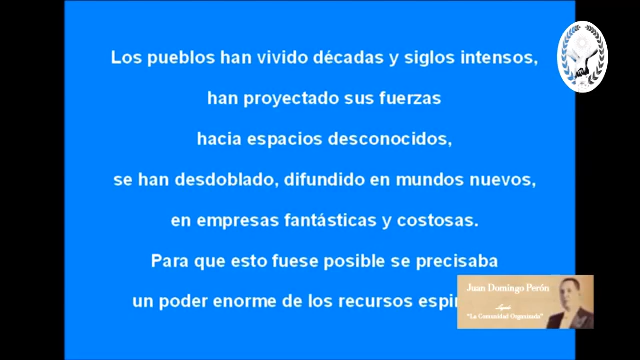 Los pueblos han vivido décadas y siglos intensos,
han proyectado sus fuerzas
hacia espacios desconocidos,
se han desdoblado, difundido en mundos nuevos,
en empresas fantásticas y costosas.
Para que esto fuese posible se precisaba
un poder enorme de los recursos
Juan Domingo Perón
Legado
"La Comunidad Organizada"